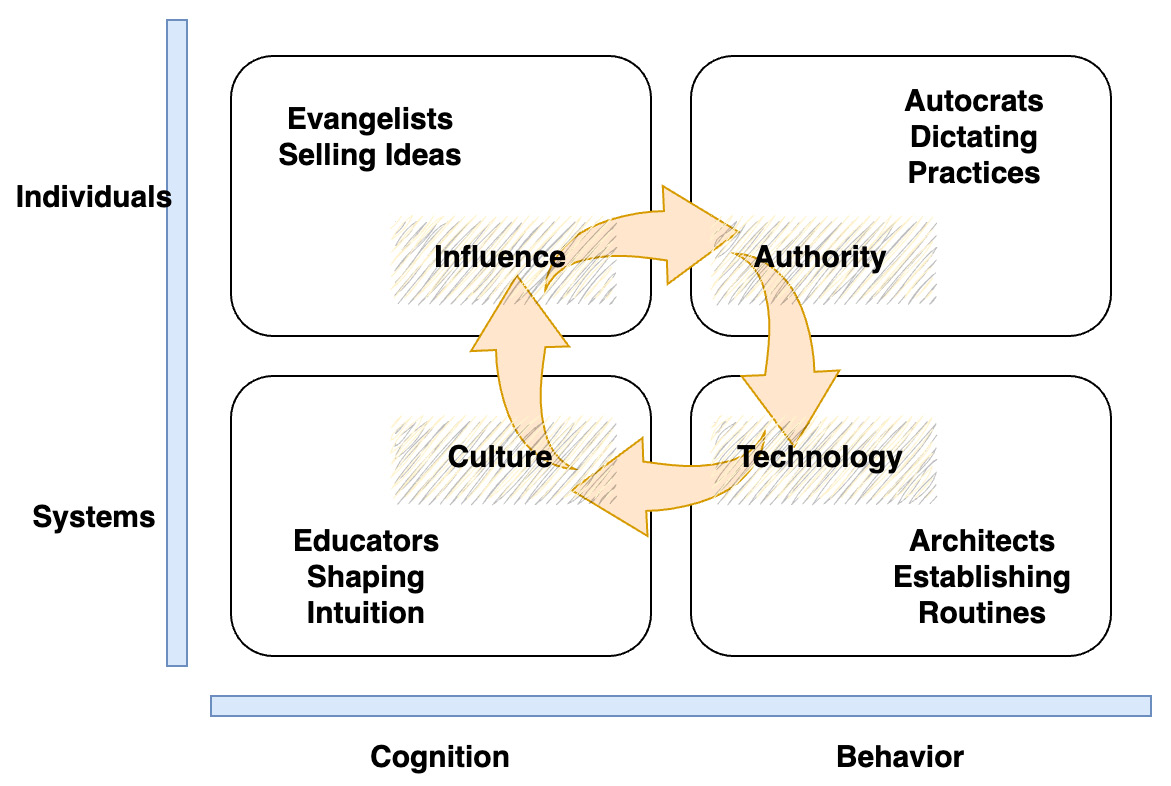 Evangelists
Selling Ideas
Autocrats
Dictating
Practices
Individuals
Influence
Authority
Culture
Technology
Systems
Educators
Shaping
Intuition
Architects
Establishing
Routines
Cognition
Behavior